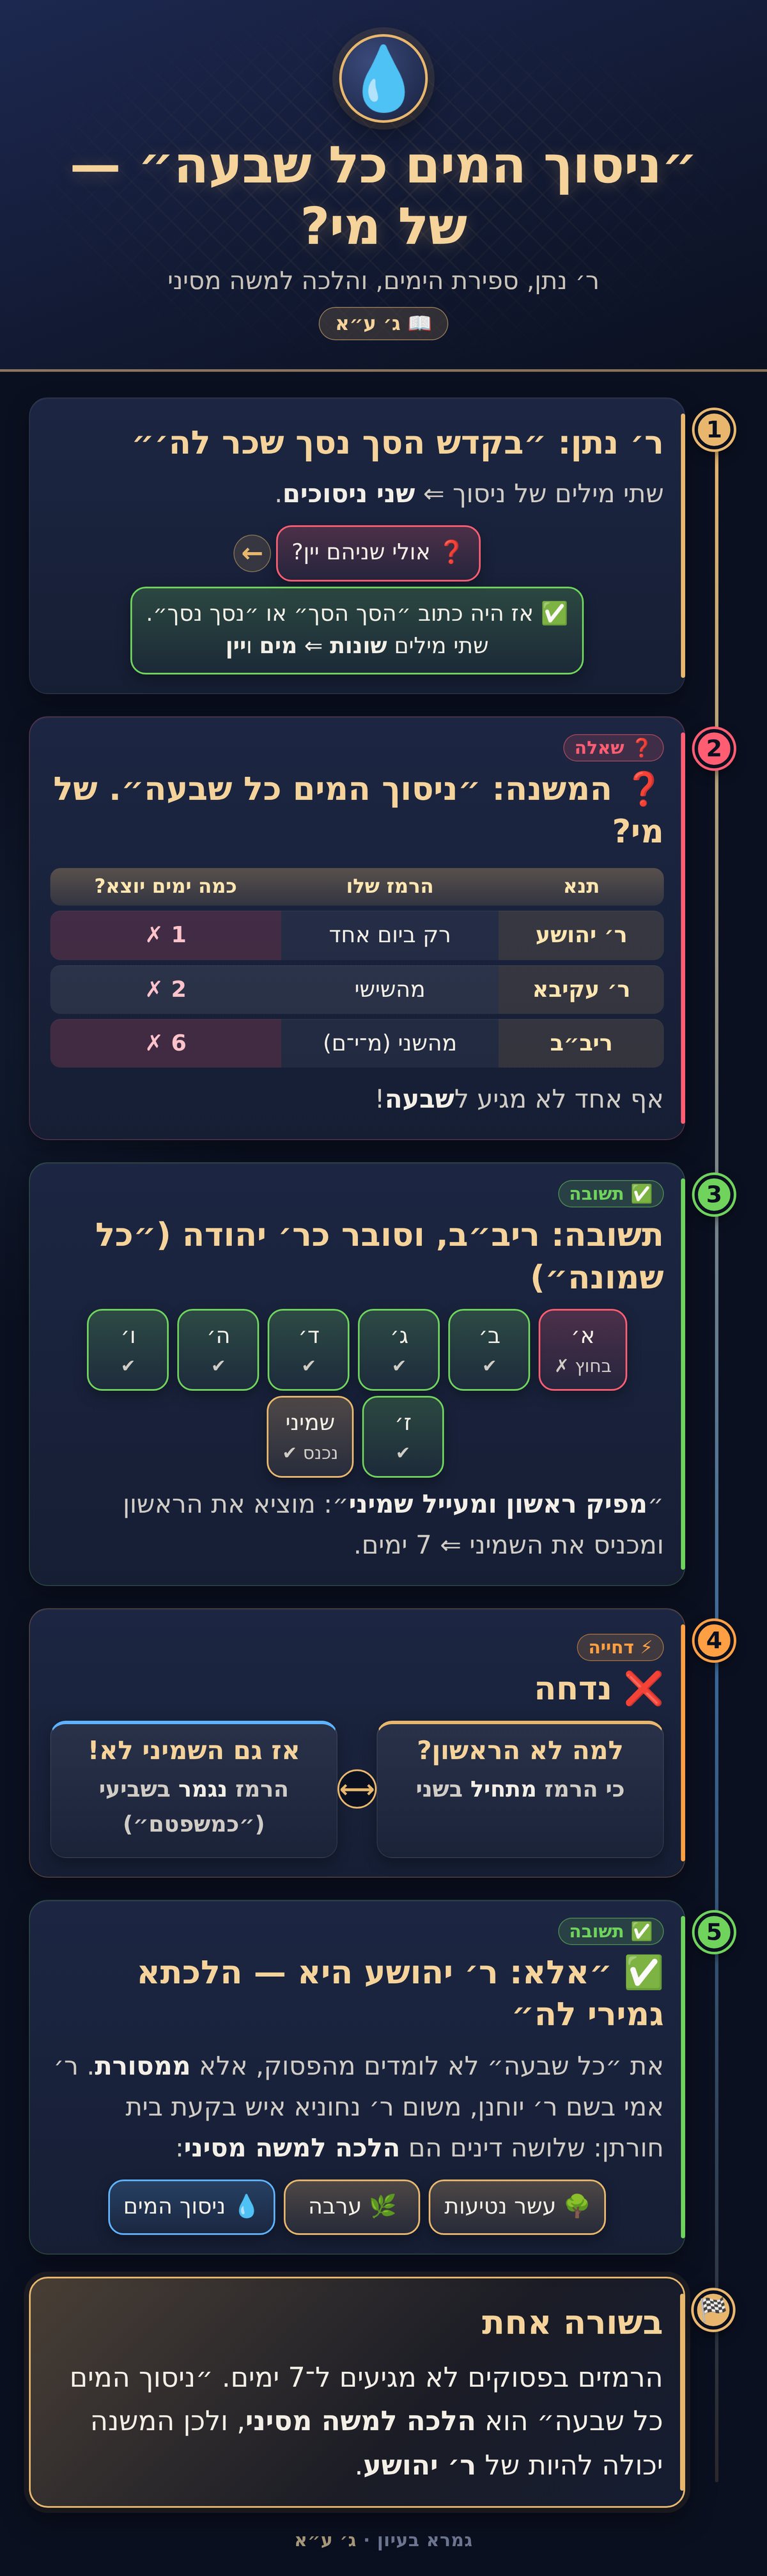 ״ניסוך המים כל שבעה״ —
של מי?
ר׳ נתן, ספירת הימים, והלכה למשה מסיני
📖 ג׳ ע״א
1
ר׳ נתן: ״בקדש הסך נסך שכר לה׳״
שתי מילים של ניסוך ⇐ שני ניסוכים.
❓ אולי שניהם יין? ←
✅ אז היה כתוב ״הסך הסך״ או ״נסך נסך״.
שתי מילים שונות ⇐ מים ויין
2
❓ שאלה
❓ המשנה: ״ניסוך המים כל שבעה״. של
מי?
תנא הרמז שלו כמה ימים יוצא?
ר׳ יהושע רק ביום אחד 1 ✗
ר׳ עקיבא מהשישי 2 ✗
ריב״ב מהשני (מ־י־ם) 6 ✗
אף אחד לא מגיע לשבעה!
3
✅ תשובה
תשובה: ריב״ב, וסובר כר׳ יהודה (״כל
שמונה״)
א׳ ב׳ ג׳ ד׳ ה׳ ו׳
בחוץ ✗ ✔ ✔ ✔ ✔ ✔
ז׳ שמיני
✔ נכנס ✔
״מפיק ראשון ומעייל שמיני״: מוציא את הראשון
ומכניס את השמיני ⇐ 7 ימים.
4
⚡ דחייה
❌ נדחה
למה לא הראשון?
כי הרמז מתחיל בשני
⟷
אז גם השמיני לא!
הרמז נגמר בשביעי
(״כמשפטם״)
5
✅ תשובה
✅ ״אלא: ר׳ יהושע היא — הלכתא
גמירי לה״
את ״כל שבעה״ לא לומדים מהפסוק, אלא ממסורת. ר׳
אמי בשם ר׳ יוחנן, משום ר׳ נחוניא איש בקעת בית
חורתן: שלושה דינים הם הלכה למשה מסיני:
🌳 עשר נטיעות 🌿 ערבה 💧 ניסוך המים
🏁
בשורה אחת
הרמזים בפסוקים לא מגיעים ל־7 ימים. ״ניסוך המים
כל שבעה״ הוא הלכה למשה מסיני, ולכן המשנה
יכולה להיות של ר׳ יהושע.
גמרא בעיון · ג׳ ע״א